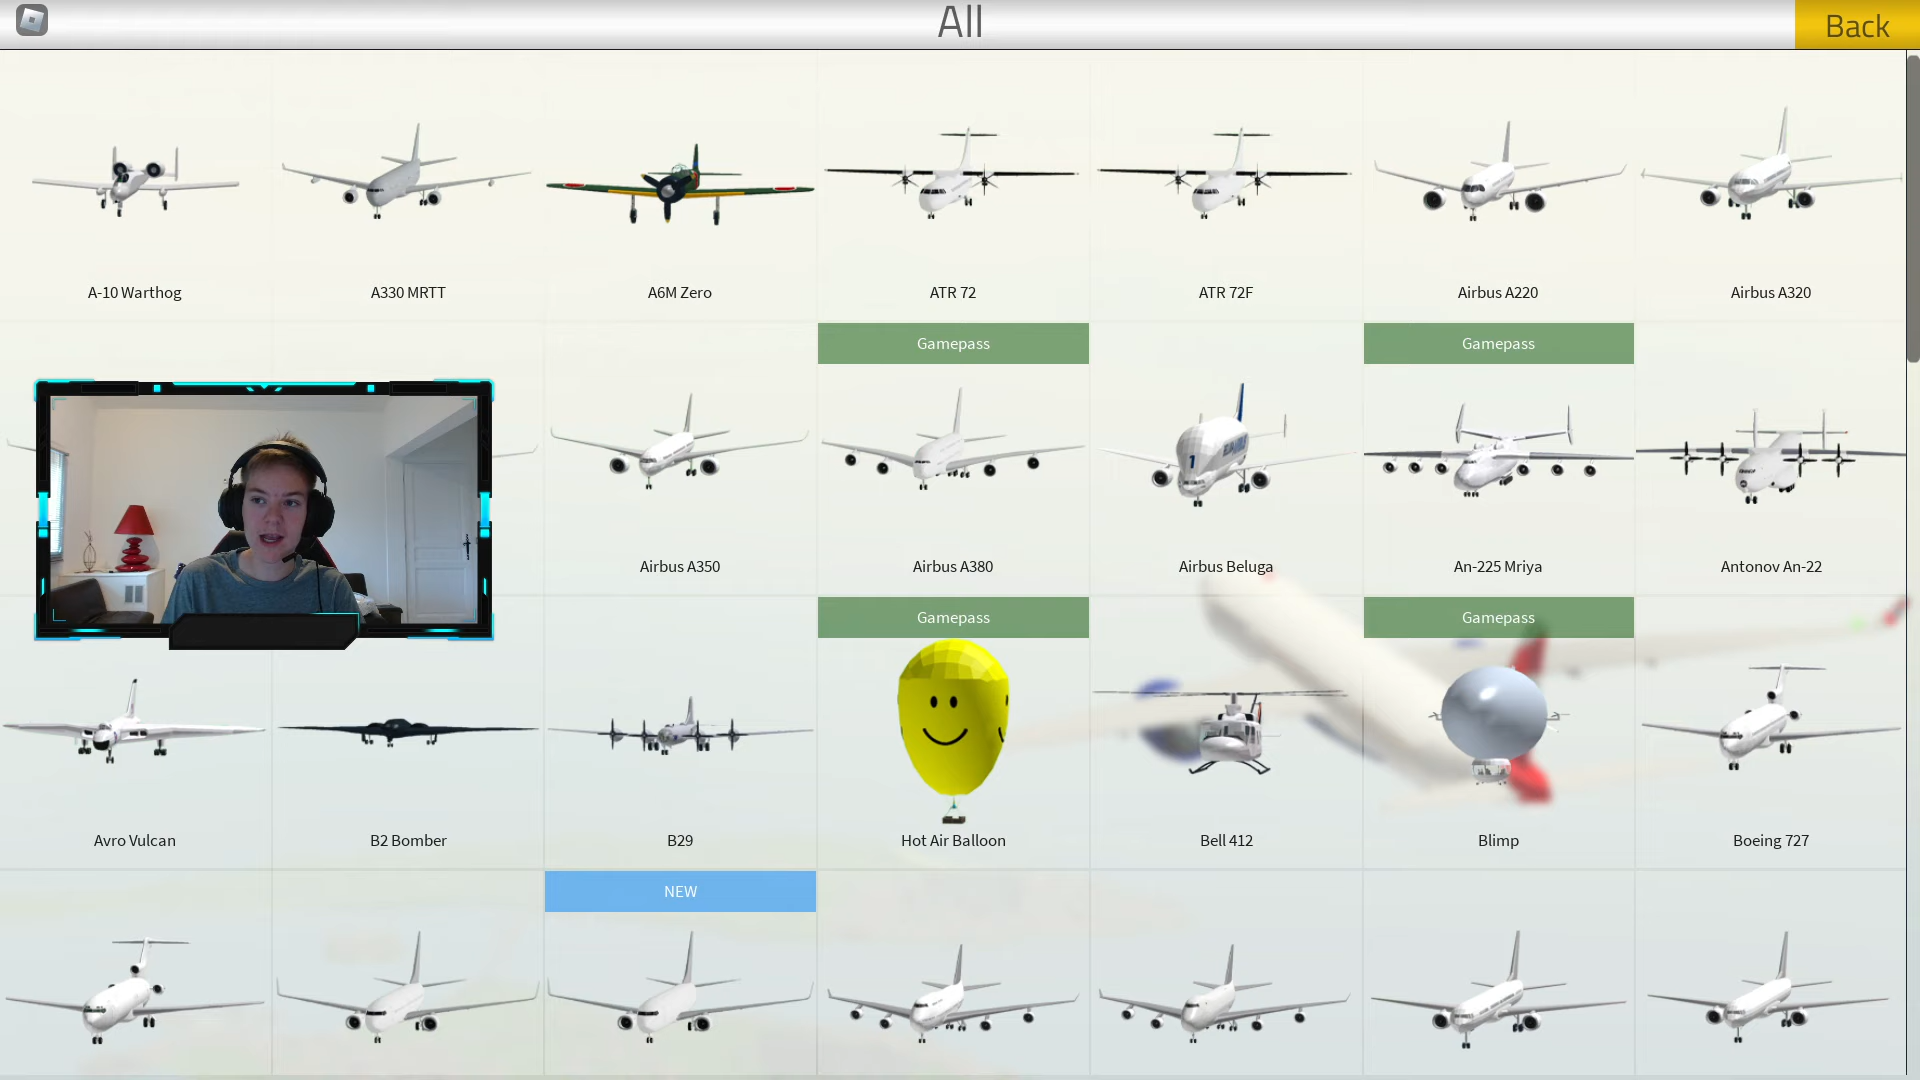 All
Back
A-10 Warthog
A330 MRTT
A6M Zero
ATR 72
ATR 72F
Airbus A220
Airbus A320
Gamepass
Gamepass
Airbus A350
Airbus A380
Airbus Beluga
An-225 Mriya
Antonov An-22
Gamepass
Gamepass
Avro Vulcan
B2 Bomber
B29
Hot Air Balloon
Bell 412
Blimp
Boeing 727
NEW